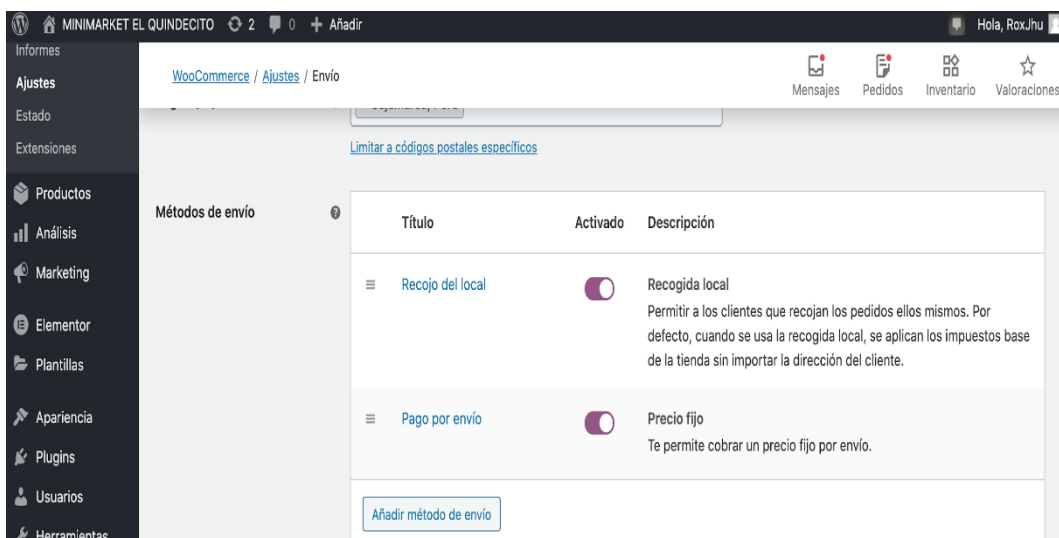 MINIMARKET EL QUINDECITO 2 0 + Añadir Hola, RoxJhu
Informes
Ajustes
Estado
Extensiones
Productos
Análisis
Marketing
Elementor
Plantillas
Apariencia
Plugins
Usuarios
Herramientas
WooCommerce / Ajustes / Envío
Mensajes Pedidos Inventario Valoraciones
Limitar a códigos postales específicos
Métodos de envío
Título Activado Descripción
Recojo del local
Recogida local
Permitir a los clientes que recojan los pedidos ellos mismos. Por
defecto, cuando se usa la recogida local, se aplican los impuestos base
de la tienda sin importar la dirección del cliente.
Pago por envío
Precio fijo
Te permite cobrar un precio fijo por envío.
Añadir método de envío